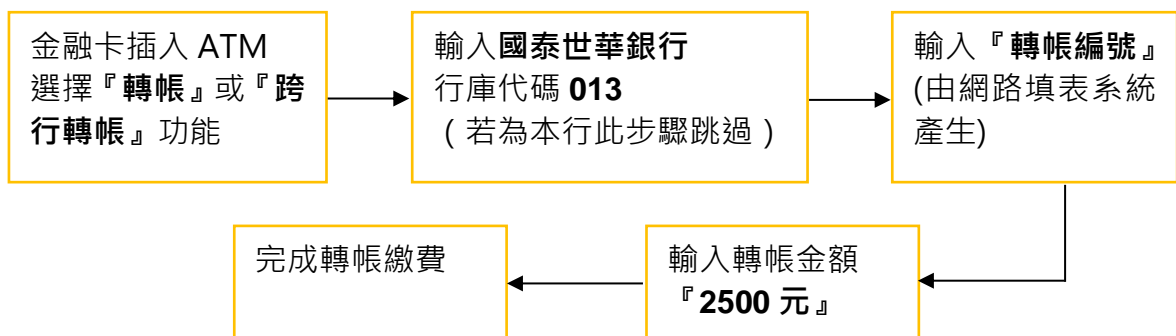 金融卡插入 ATM
選擇『轉帳』或『跨
行轉帳』功能
輸入國泰世華銀行
行庫代碼 013
（若為本行此步驟跳過）
輸入『轉帳編號』
(由網路填表系統
產生)
輸入轉帳金額
『2500 元』
完成轉帳繳費